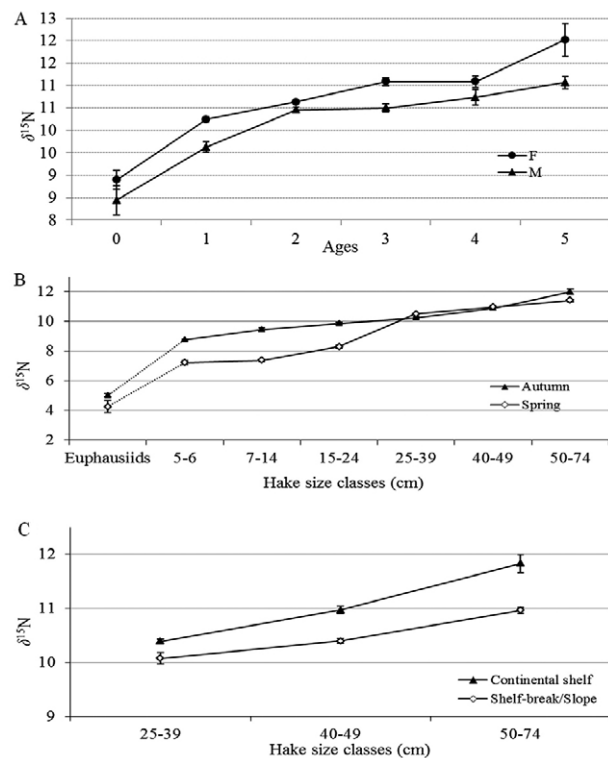 A
13
12
12
11
11
10
10
9
9
8
δ15N
F
M
0 1 2 3 4 5
Ages
B
12
10
8
6
4
2
δ15N
Autumn
Spring
Euphausiids 5-6 7-14 15-24 25-39 40-49 50-74
Hake size classes (cm)
C
12
11
10
9
δ15N
Continental shelf
Shelf-break/Slope
25-39 40-49 50-74
Hake size classes (cm)